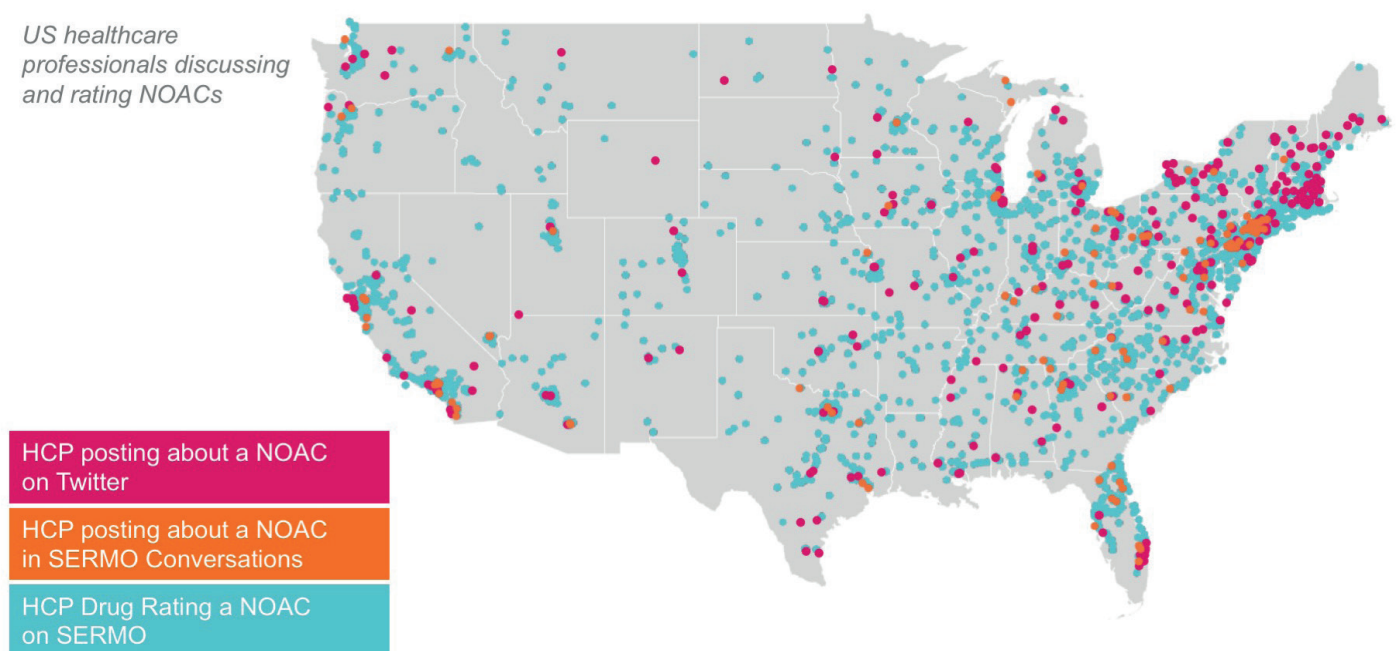 US healthcare
professionals discussing
and rating NOACs
HCP posting about a NOAC
on Twitter
HCP posting about a NOAC
in SERMO Conversations
HCP Drug Rating a NOAC
on SERMO